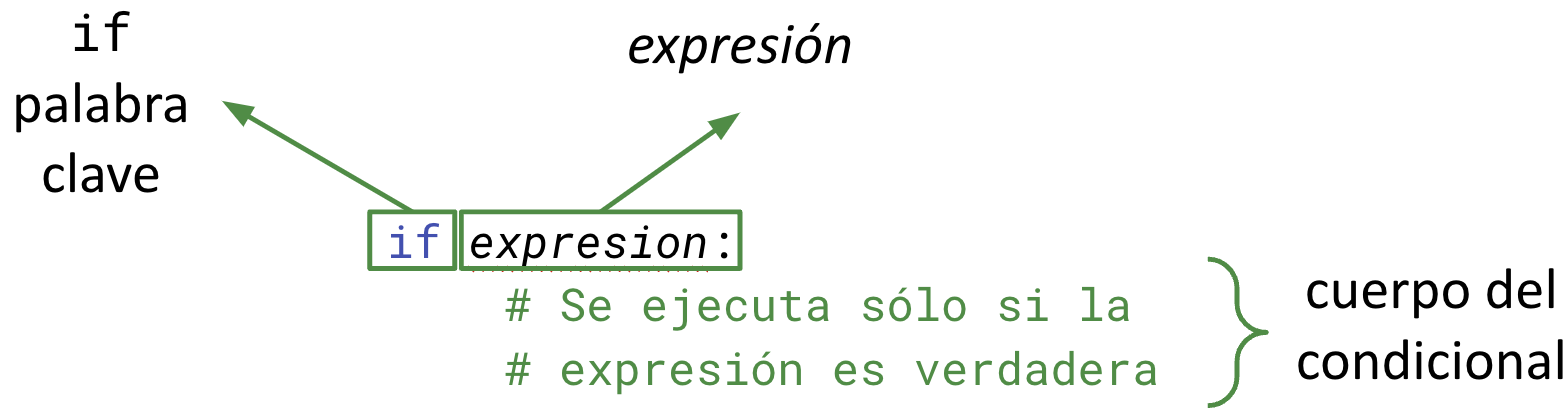 if
palabra
clave
expresión
if expresion:
# Se ejecuta sólo si la
# expresión es verdadera
cuerpo del
condicional